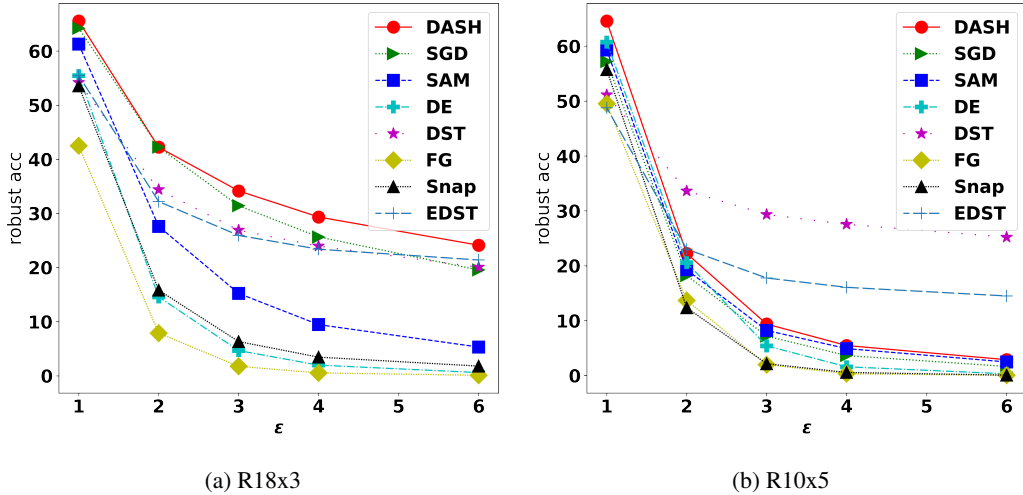 robust acc
60
50
40
30
20
10
0
1 2 3 4 5 6
ε
DASH
SGD
SAM
DE
DST
FG
Snap
EDST
(a) R18x3
robust acc
60
50
40
30
20
10
0
1 2 3 4 5 6
ε
DASH
SGD
SAM
DE
DST
FG
Snap
EDST
(b) R10x5